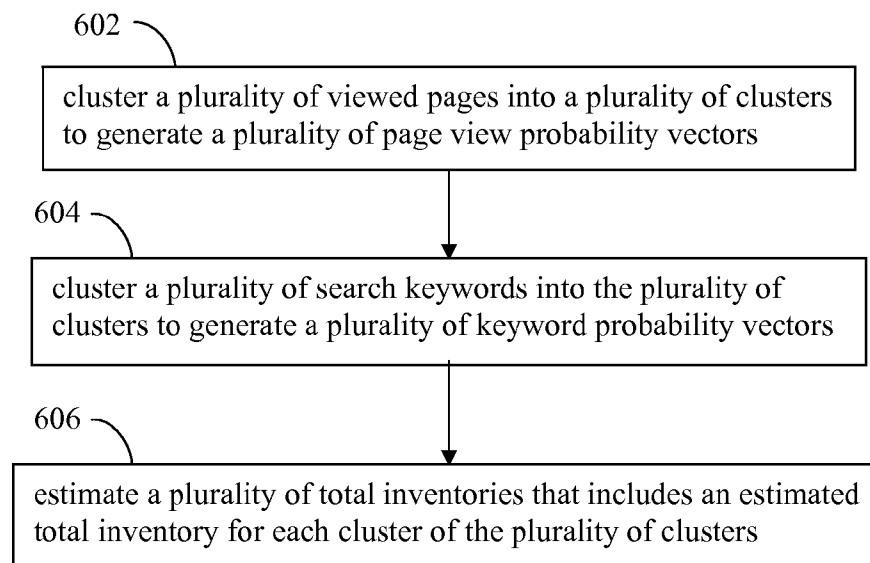 602
cluster a plurality of viewed pages into a plurality of clusters
to generate a plurality of page view probability vectors
604
cluster a plurality of search keywords into the plurality of
clusters to generate a plurality of keyword probability vectors
606
estimate a plurality of total inventories that includes an estimated
total inventory for each cluster of the plurality of clusters